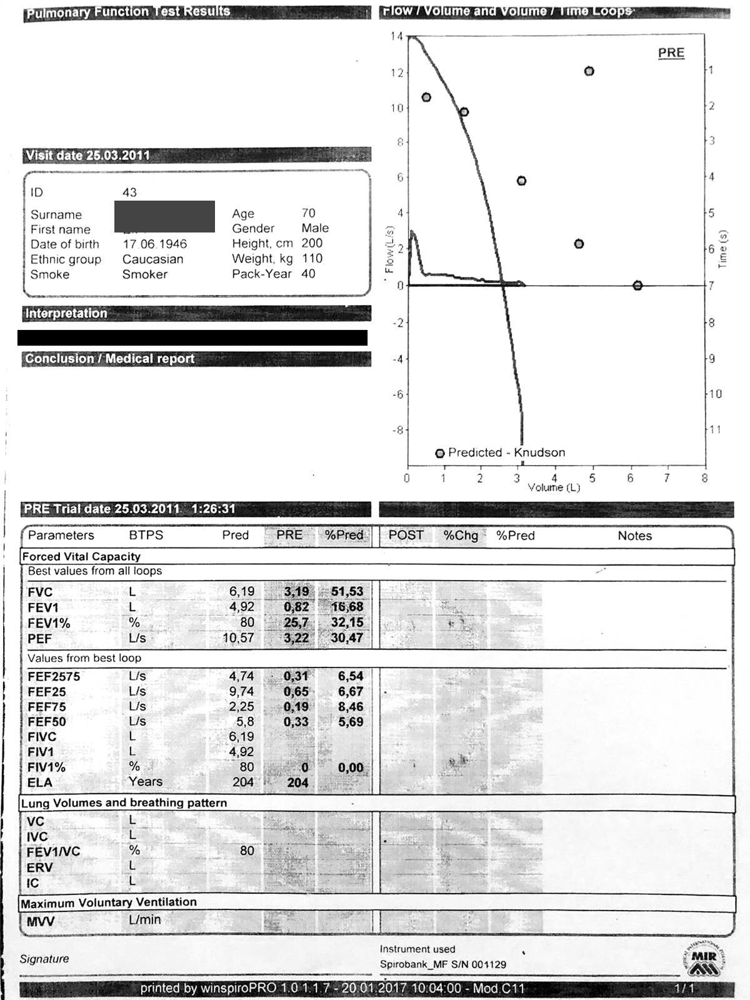 Pulmonary Function Test Results
Flow / Volume and Volume / Time Loops
PRE
14
12
10
8
6
4
2
0
-2
-4
-6
-8
Flow (L/s)
1
2
3
4
5
6
7
8
9
10
11
Time (s)
Predicted - Knudson
0 1 2 3 4 5 6 7 8
Volume (L)
Visit date 25.03.2011
ID 43
Surname Age 70
First name Gender Male
Date of birth 17.06.1946 Height, cm 200
Ethnic group Caucasian Weight, kg 110
Smoke Smoker Pack-Year 40
Interpretation
Conclusion / Medical report
PRE Trial date 25.03.2011 1:26:31
Parameters BTPS Pred PRE %Pred POST %Chg %Pred Notes
Forced Vital Capacity
Best values from all loops
FVC L 6,19 3,19 51,53
FEV1 L 4,92 0,82 16,68
FEV1% % 80 25,7 32,15
PEF L/s 10,57 3,22 30,47
Values from best loop
FEF2575 L/s 4,74 0,31 6,54
FEF25 L/s 9,74 0,65 6,67
FEF75 L/s 2,25 0,19 8,46
FEF50 L/s 5,8 0,33 5,69
FIVC L 6,19
FIV1 L 4,92
FIV1% % 80 0 0,00
ELA Years 204 204
Lung Volumes and breathing pattern
VC L
IVC L
FEV1/VC % 80
ERV L
IC L
Maximum Voluntary Ventilation
MVV L/min
Signature
Instrument used
Spirobank_MF S/N 001129
MIR
printed by winspiroPRO 1.0 1.1.7 - 20.01.2017 10:04:00 - Mod.C11 1/1